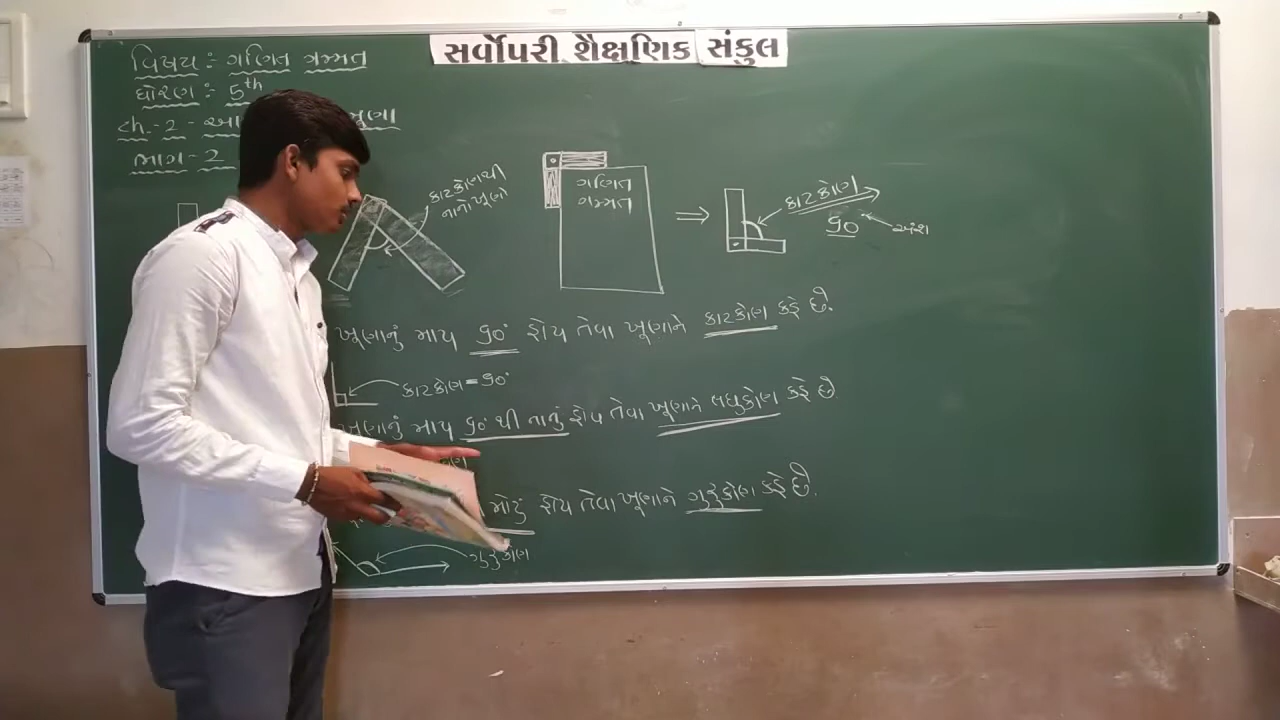 સર્વોપરી શૈક્ષણિક સંકુલ
વિષય :- ગણિત ગમ્મત
ધોરણ :- 5th
Ch.-2 - આ ખૂણા
ભાગ-2
કાટકોણથી
નાનો ખૂણો
ગણિત
ગમ્મત
કાટકોણ
90°
અંશ
ખૂણાનું માપ 90° હોય તેવા ખૂણાને કાટકોણ કહે છે.
કાટકોણ = 90°
ખૂણાનું માપ 90° થી નાનું હોય તેવા ખૂણાને લઘુકોણ કહે છે
મોટું હોય તેવા ખૂણાને ગુરુકોણ કહે છે.
ગુરુકોણ